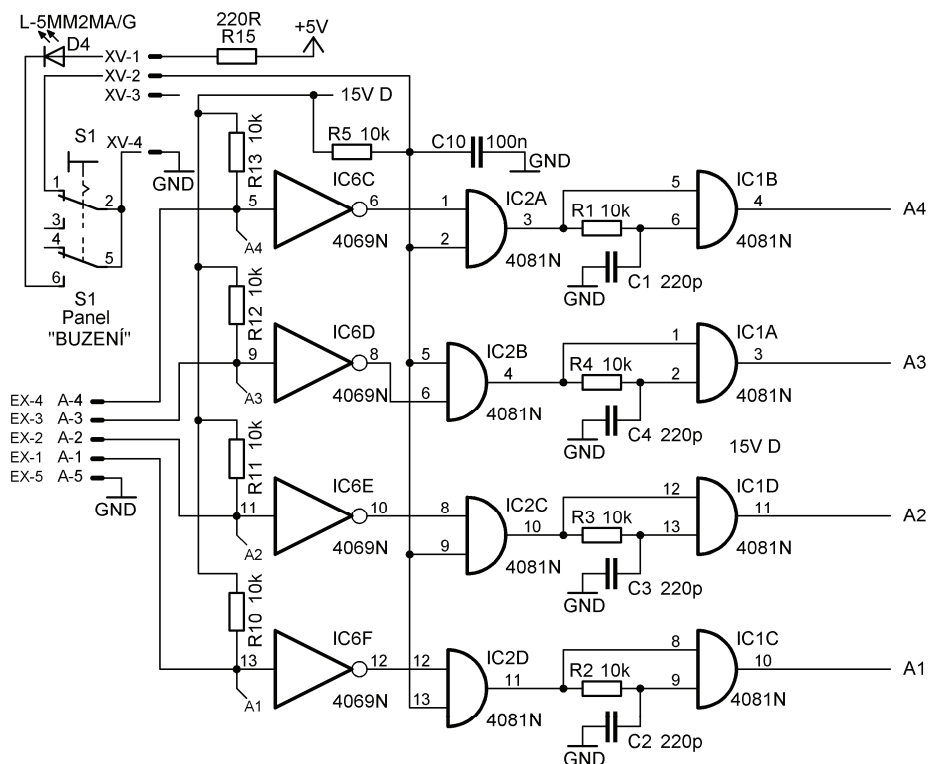 L-5MM2MA/G
D4
220R
R15
+5V
XV-1
XV-2
XV-3
15V D
S1
XV-4
GND
10k
R13
R5 10k
C10 100n
GND
IC6C
5 6
4069N
A4
1
2
3
4
5
6
S1
Panel
"BUZENÍ"
IC2A
1
2
3
4081N
R1 10k
C1 220p
GND
IC1B
5
6
4
4081N
A4
10k
R12
IC6D
9 8
4069N
A3
IC2B
5
6
4
4081N
R4 10k
C4 220p
GND
IC1A
1
2
3
4081N
A3
EX-4 A-4
EX-3 A-3
EX-2 A-2
EX-1 A-1
EX-5 A-5
GND
10k
R11
IC6E
11 10
4069N
A2
IC2C
8
9
10
4081N
R3 10k
C3 220p
GND
15V D
IC1D
12
13
11
4081N
A2
10k
R10
IC6F
13 12
4069N
A1
IC2D
12
13
11
4081N
R2 10k
C2 220p
GND
IC1C
8
9
10
4081N
A1